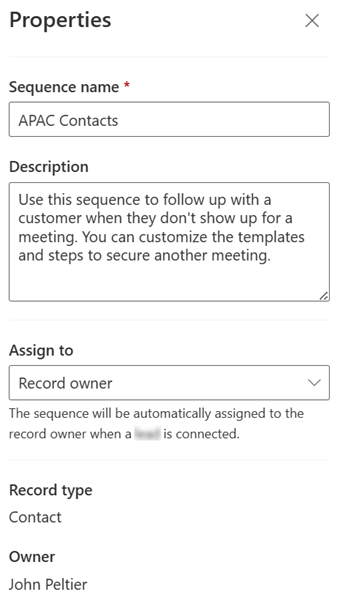 Properties
Sequence name *
APAC Contacts
Description
Use this sequence to follow up with a
customer when they don't show up for a
meeting. You can customize the templates
and steps to secure another meeting.
Assign to
Record owner
The sequence will be automatically assigned to the
record owner when a is connected.
Record type
Contact
Owner
John Peltier